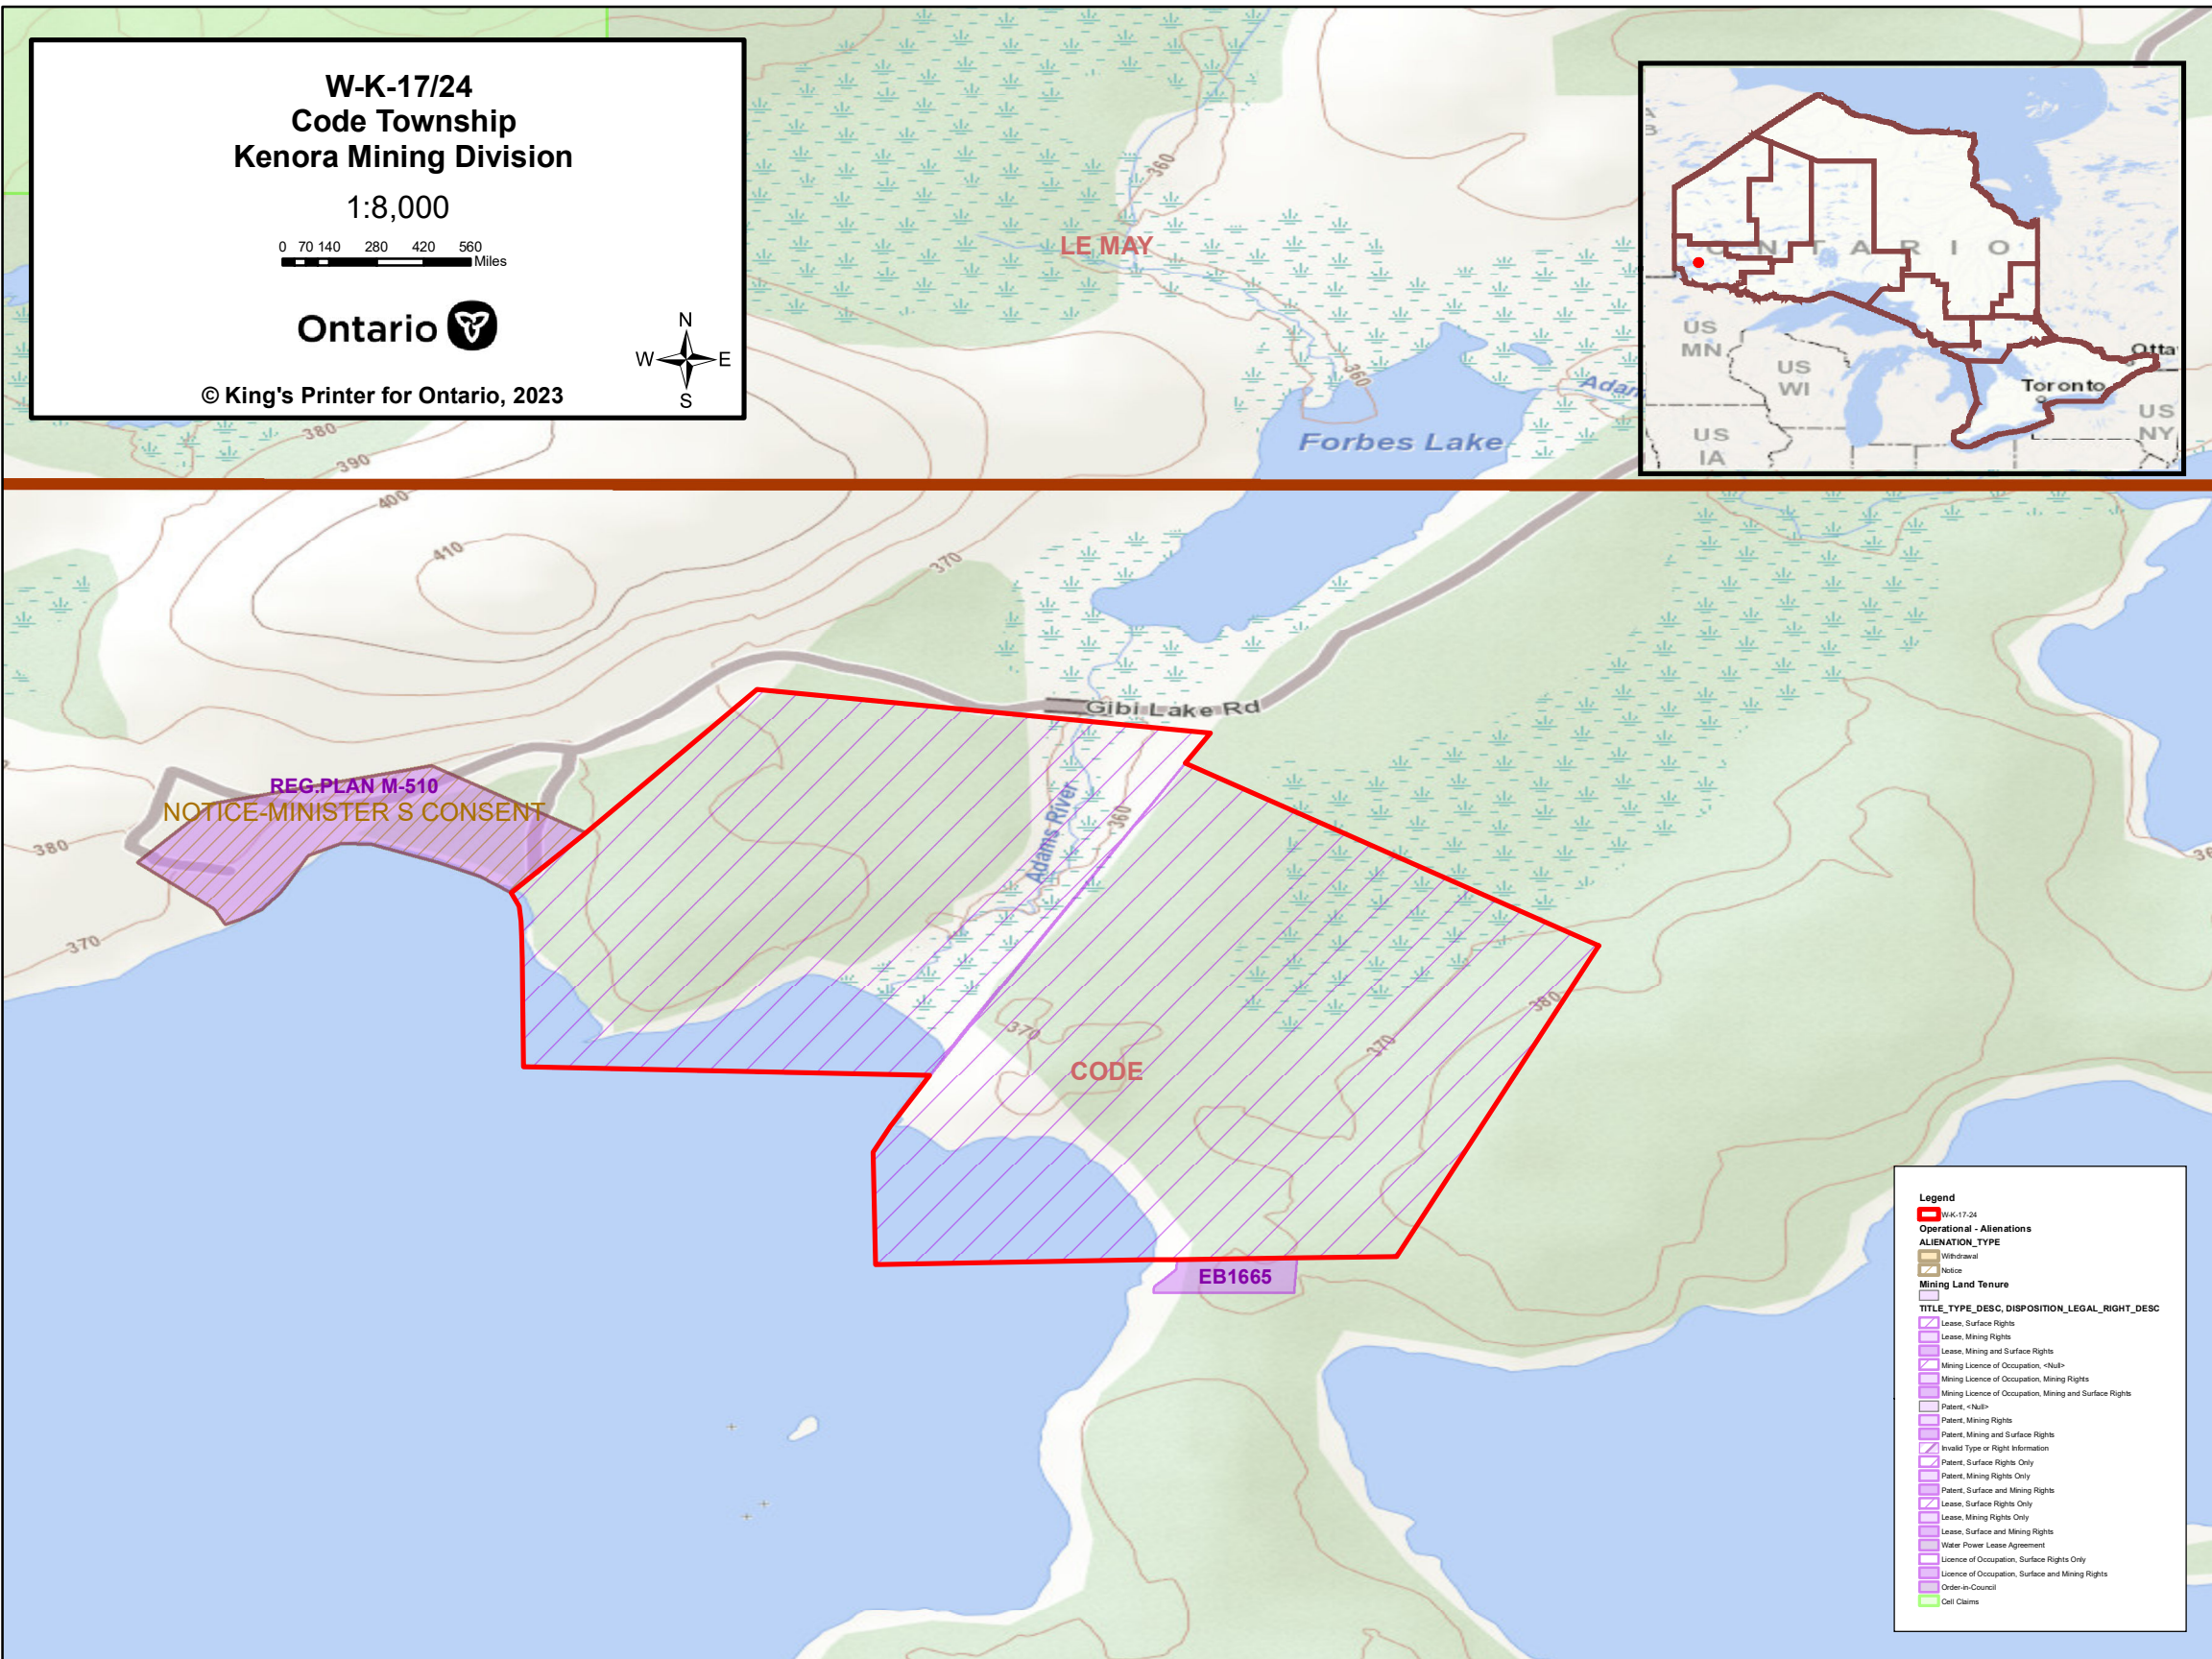 W-K-17/24
Code Township
Kenora Mining Division
1:8,000
0 70 140 280 420 560
Miles
Ontario
N
W E
S
© King's Printer for Ontario, 2023
ONTARIO
US
MN
US
WI
US
IA
Toronto
US
NY
360
LE MAY
360
Forbes Lake
380
390
400
410
370
Gibi Lake Rd
REG.PLAN M-510
NOTICE-MINISTER S CONSENT
380
370
Adams River
360
370
CODE
370
380
EB1665
Legend
W-K-17-24
Operational - Alienations
ALIENATION_TYPE
Withdrawal
Notice
Mining Land Tenure
TITLE_TYPE_DESC, DISPOSITION_LEGAL_RIGHT_DESC
Lease, Surface Rights
Lease, Mining Rights
Lease, Mining and Surface Rights
Mining Licence of Occupation, <Null>
Mining Licence of Occupation, Mining Rights
Mining Licence of Occupation, Mining and Surface Rights
Patent, <Null>
Patent, Mining Rights
Patent, Mining and Surface Rights
Invalid Type or Right Information
Patent, Surface Rights Only
Patent, Mining Rights Only
Patent, Surface and Mining Rights
Lease, Surface Rights Only
Lease, Mining Rights Only
Lease, Surface and Mining Rights
Water Power Lease Agreement
Licence of Occupation, Surface Rights Only
Licence of Occupation, Surface and Mining Rights
Order-in-Council
Cell Claims